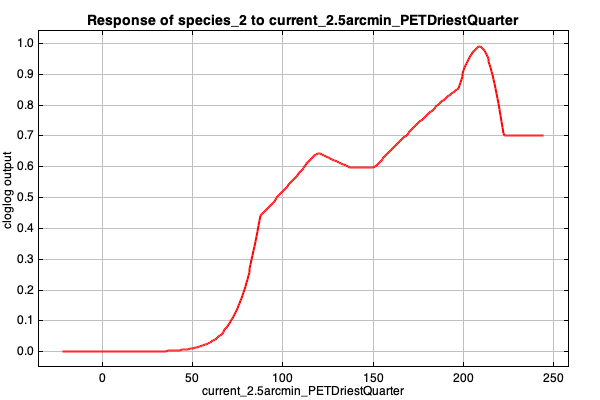 Response of species_2 to current_2.5arcmin_PETDriestQuarter
cloglog output
1.0
0.9
0.8
0.7
0.6
0.5
0.4
0.3
0.2
0.1
0.0
0 50 100 150 200 250
current_2.5arcmin_PETDriestQuarter